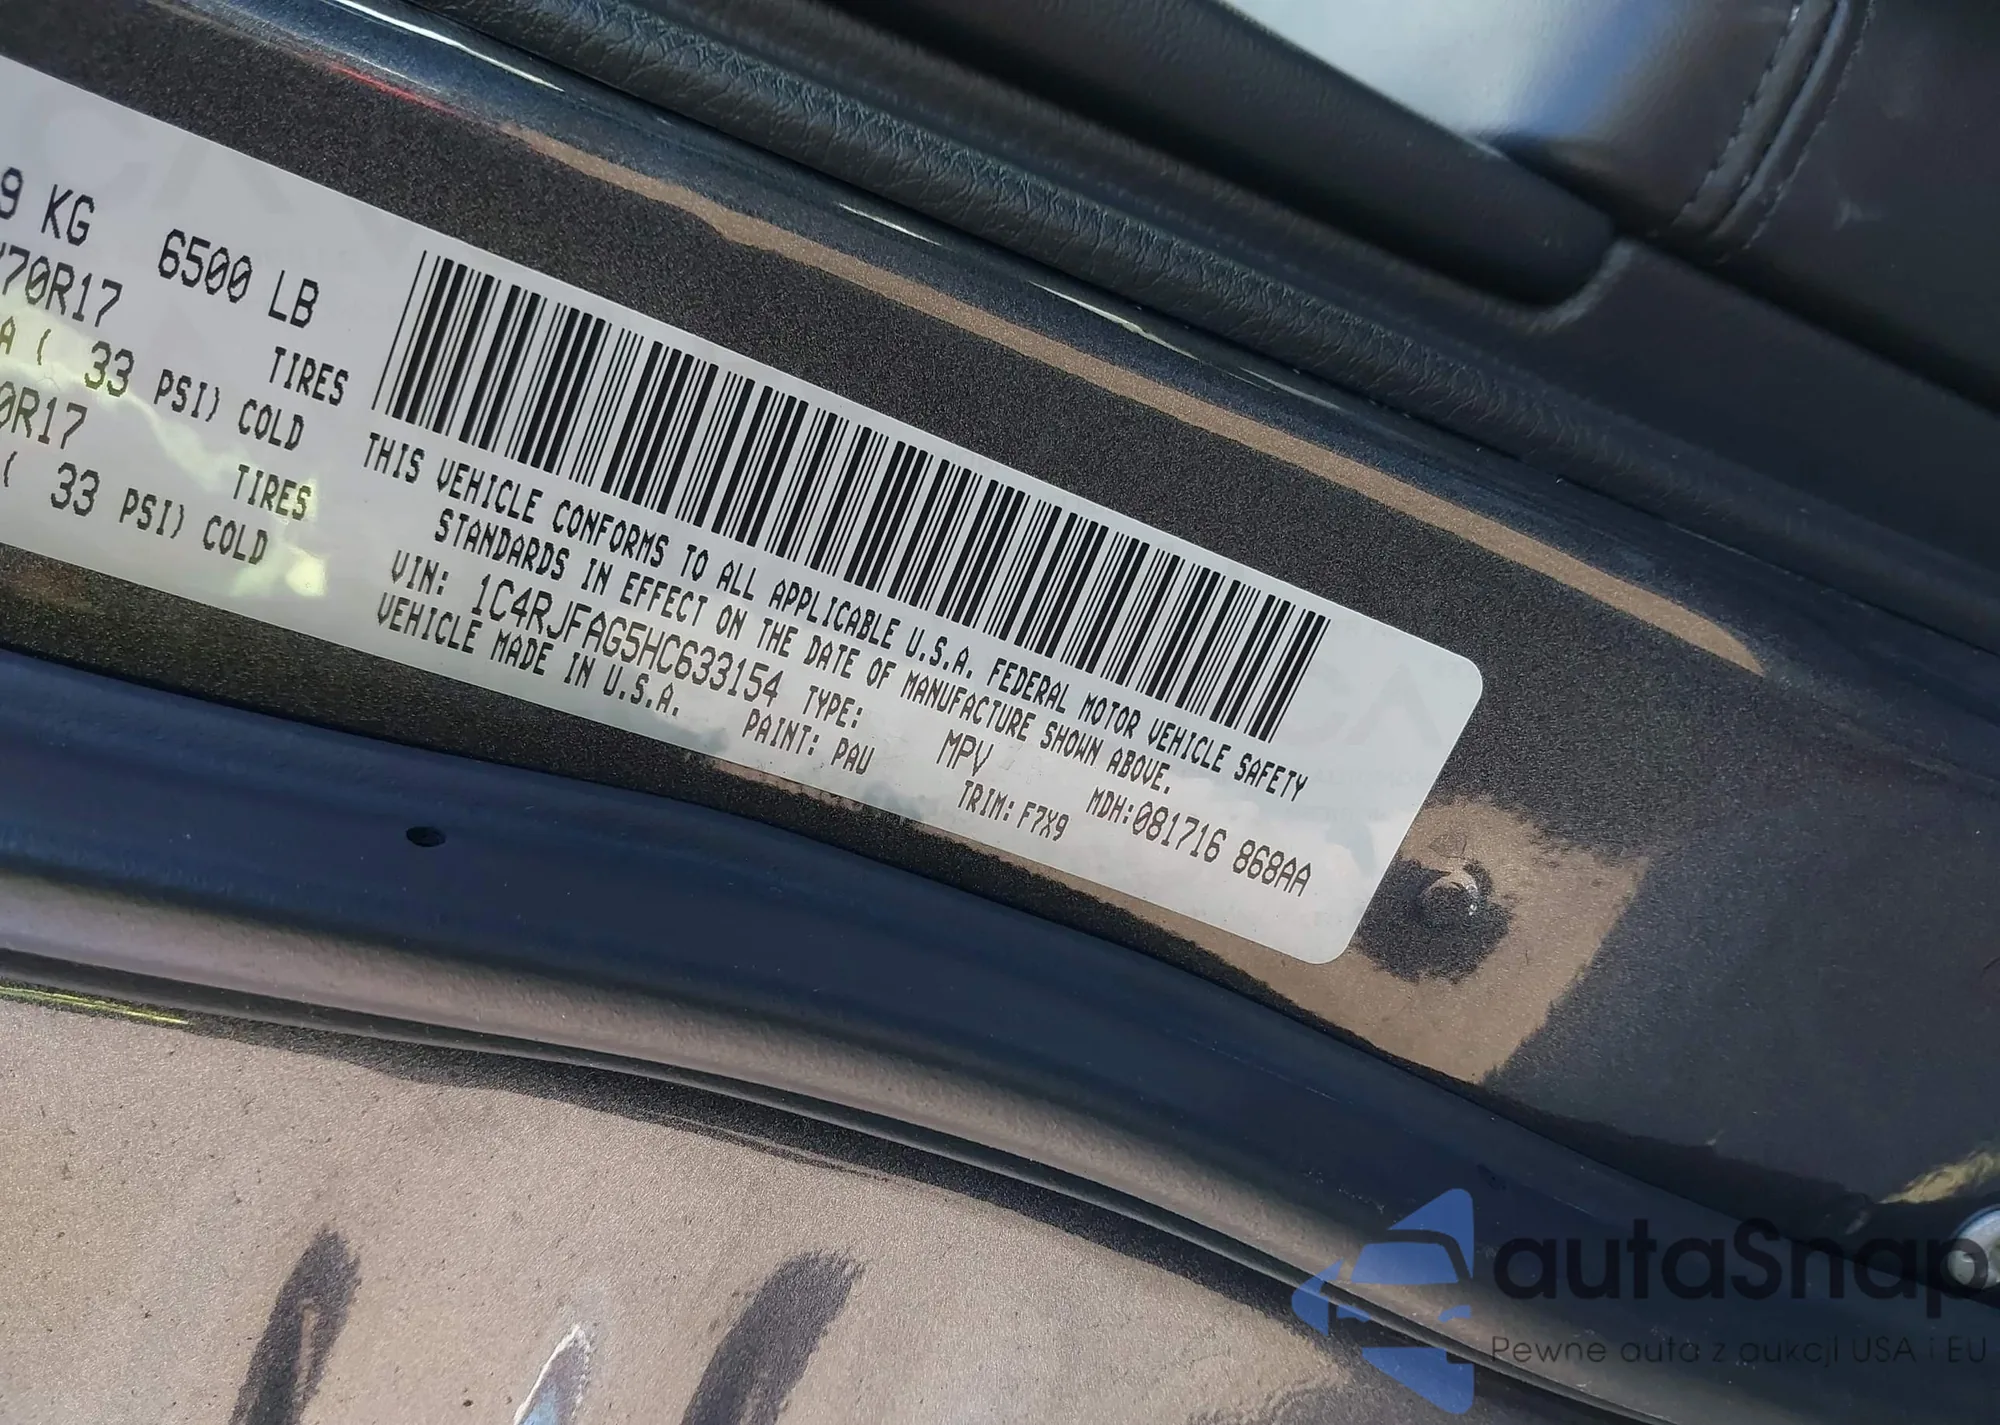 9 KG 6500 LB
70R17 TIRES
A ( 33 PSI) COLD
0R17 TIRES
( 33 PSI) COLD
THIS VEHICLE CONFORMS TO ALL APPLICABLE U.S.A. FEDERAL MOTOR VEHICLE SAFETY
STANDARDS IN EFFECT ON THE DATE OF MANUFACTURE SHOWN ABOVE.
VIN: 1C4RJFAG5HC633154 TYPE: MPV MDH:081716 868AA
VEHICLE MADE IN U.S.A. PAINT: PAU TRIM: F7X9
autaSnap
Pewne auta z aukcji USA i EU